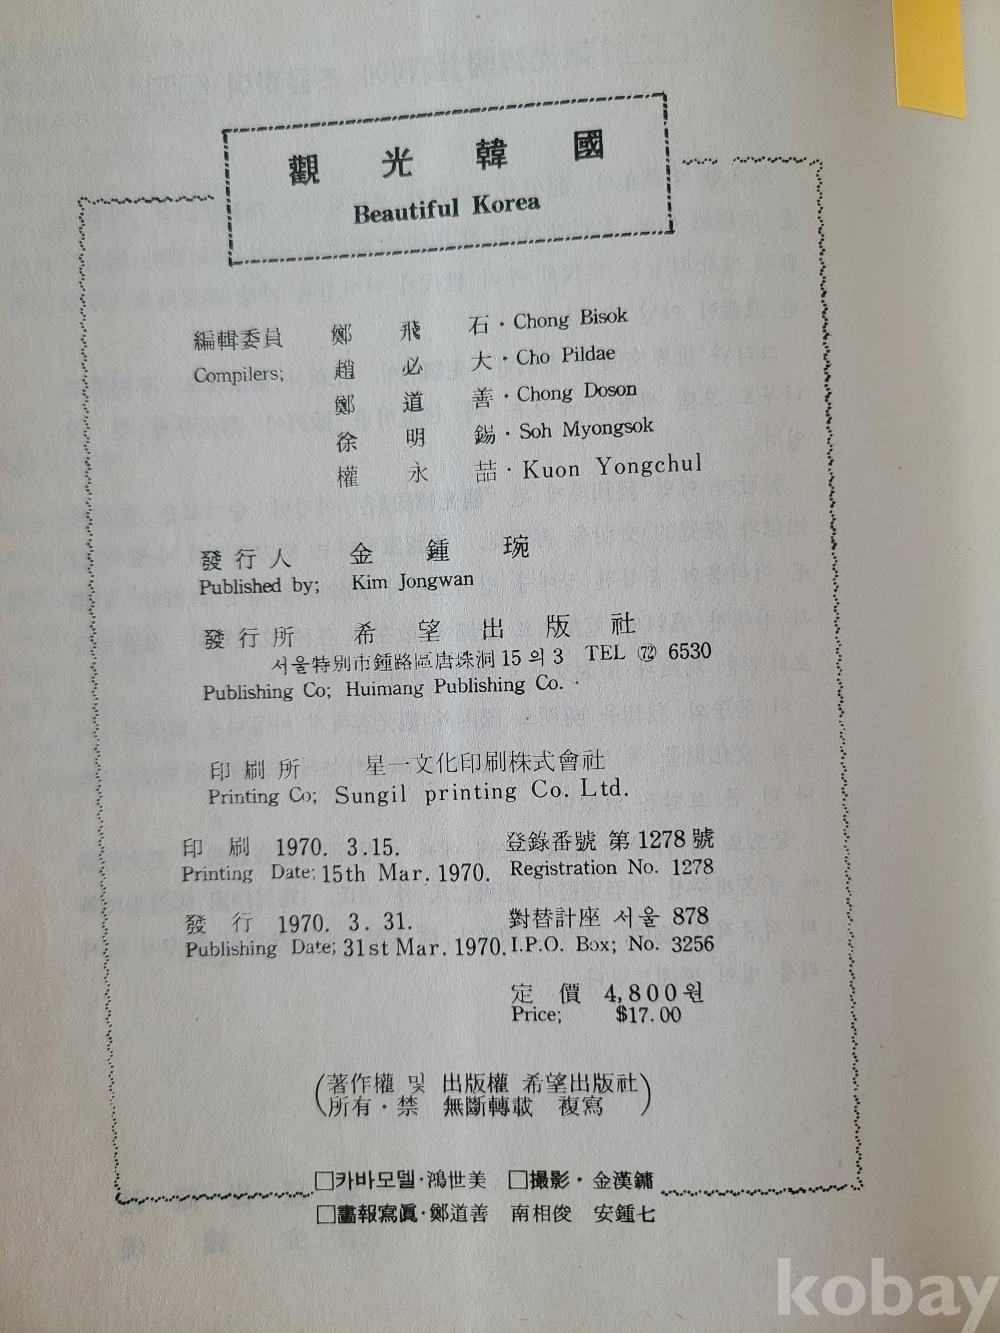 觀光韓國
Beautiful Korea
編輯委員 鄭飛石 · Chong Bisok
Compilers; 趙必大 · Cho Pildae
鄭道善 · Chong Doson
徐明錫 · Soh Myongsok
權永喆 · Kuon Yongchul
發行人 金鍾琬
Published by; Kim Jongwan
發行所 希望出版社
서울特別市鍾路區唐珠洞 15 의 3 TEL ㊆ 6530
Publishing Co; Huimang Publishing Co.
印刷所 星一文化印刷株式會社
Printing Co; Sungil printing Co. Ltd.
印刷 1970. 3.15. 登錄番號 第1278號
Printing Date; 15th Mar. 1970. Registration No. 1278
發行 1970. 3. 31. 對替計座 서울 878
Publishing Date; 31st Mar. 1970. I.P.O. Box; No. 3256
定價 4,800원
Price; $17.00
(著作權 및 出版權 希望出版社
所有·禁 無斷轉載 複寫)
□카바모델·鴻世美 □撮影·金漢鏞
□畵報寫眞·鄭道善 南相俊 安鍾七
kobay